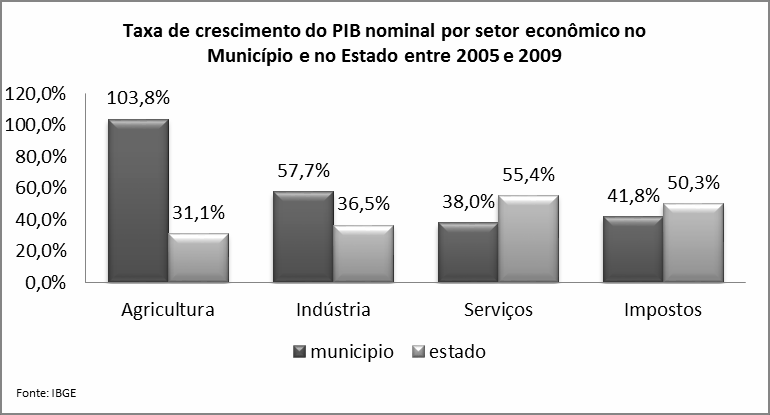 Taxa de crescimento do PIB nominal por setor econômico no
Município e no Estado entre 2005 e 2009
120,0%
100,0%
80,0%
60,0%
40,0%
20,0%
0,0%
103,8%
31,1%
57,7%
36,5%
38,0%
55,4%
41,8%
50,3%
Agricultura
Indústria
Serviços
Impostos
municipio
estado
Fonte: IBGE